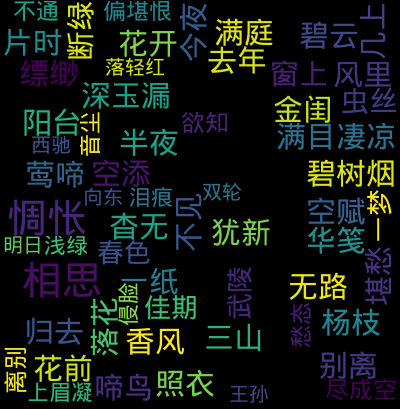 不通
偏堪恨
今夜
满庭
碧云
几上
断绿
片时
花开
去年
缥缈
落轻红
窗上
风里
深玉漏
金闺
虫丝
阳台
音尘
欲知
西驰
半夜
满目凄凉
莺啼
空添
碧树烟
向东
泪痕
双轮
不见
一梦
惆怅
杳无
犹新
空赋
华笺
明日
浅绿
春色
堪愁
相思
一纸
武陵
无路
侵脸
佳期
落花
愁态
杨枝
归去
香风
三山
离别
花前
别离
啼鸟
照衣
上眉凝
王孙
尽成空